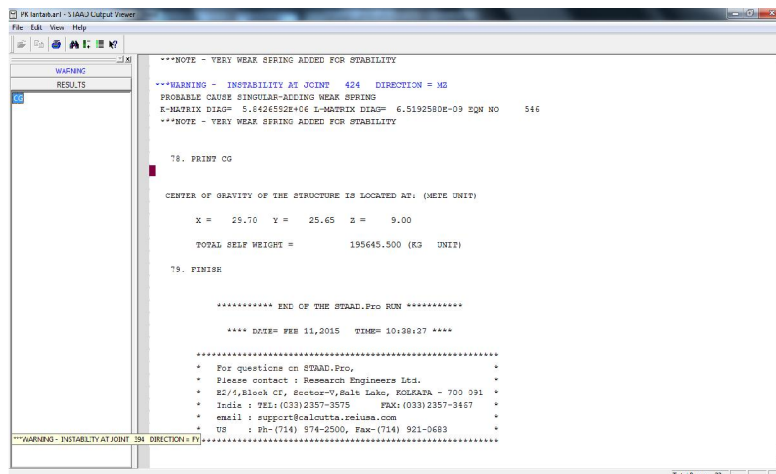 PK lantai6.anl - STAAD Output Viewer
File Edit View Help
WARNING
RESULTS
CG
***NOTE - VERY WEAK SPRING ADDED FOR STABILITY
***WARNING - INSTABILITY AT JOINT 424 DIRECTION = MZ
PROBABLE CAUSE SINGULAR-ADDING WEAK SPRING
K-MATRIX DIAG= 5.8426592E+06 L-MATRIX DIAG= 6.5192580E-09 EQN NO 546
***NOTE - VERY WEAK SPRING ADDED FOR STABILITY
78. PRINT CG
CENTER OF GRAVITY OF THE STRUCTURE IS LOCATED AT: (METE UNIT)
X = 29.70 Y = 25.65 Z = 9.00
TOTAL SELF WEIGHT = 195645.500 (KG UNIT)
79. FINISH
*********** END OF THE STAAD.Pro RUN ***********
**** DATE= FEB 11,2015 TIME= 10:38:27 ****
************************************************************
* For questions on STAAD.Pro, *
* Please contact : Research Engineers Ltd. *
* E2/4,Block GP, Sector-V,Salt Lake, KOLKATA - 700 091 *
* India : TEL:(033)2357-3575 FAX:(033)2357-3467 *
* email : support@calcutta.reiusa.com *
* US : Ph-(714) 974-2500, Fax-(714) 921-0683 *
***WARNING - INSTABILITY AT JOINT 394 DIRECTION = FY
************************************************************